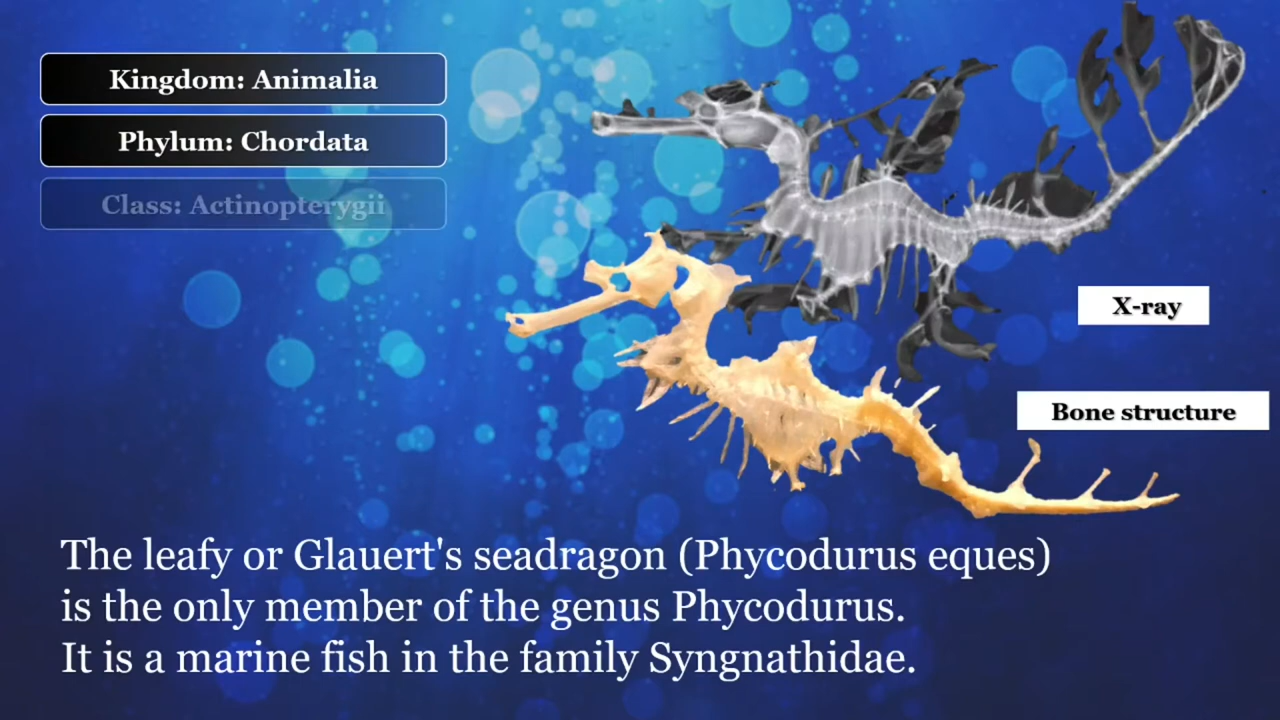 Kingdom: Animalia
Phylum: Chordata
Class: Actinopterygii
X-ray
Bone structure
The leafy or Glauert's seadragon (Phycodurus eques)
is the only member of the genus Phycodurus.
It is a marine fish in the family Syngnathidae.